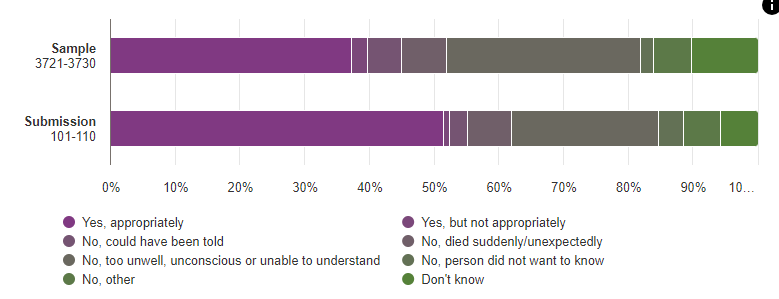 i
Sample
3721-3730
Submission
101-110
0% 10% 20% 30% 40% 50% 60% 70% 80% 90% 10...
Yes, appropriately Yes, but not appropriately
No, could have been told No, died suddenly/unexpectedly
No, too unwell, unconscious or unable to understand No, person did not want to know
No, other Don't know